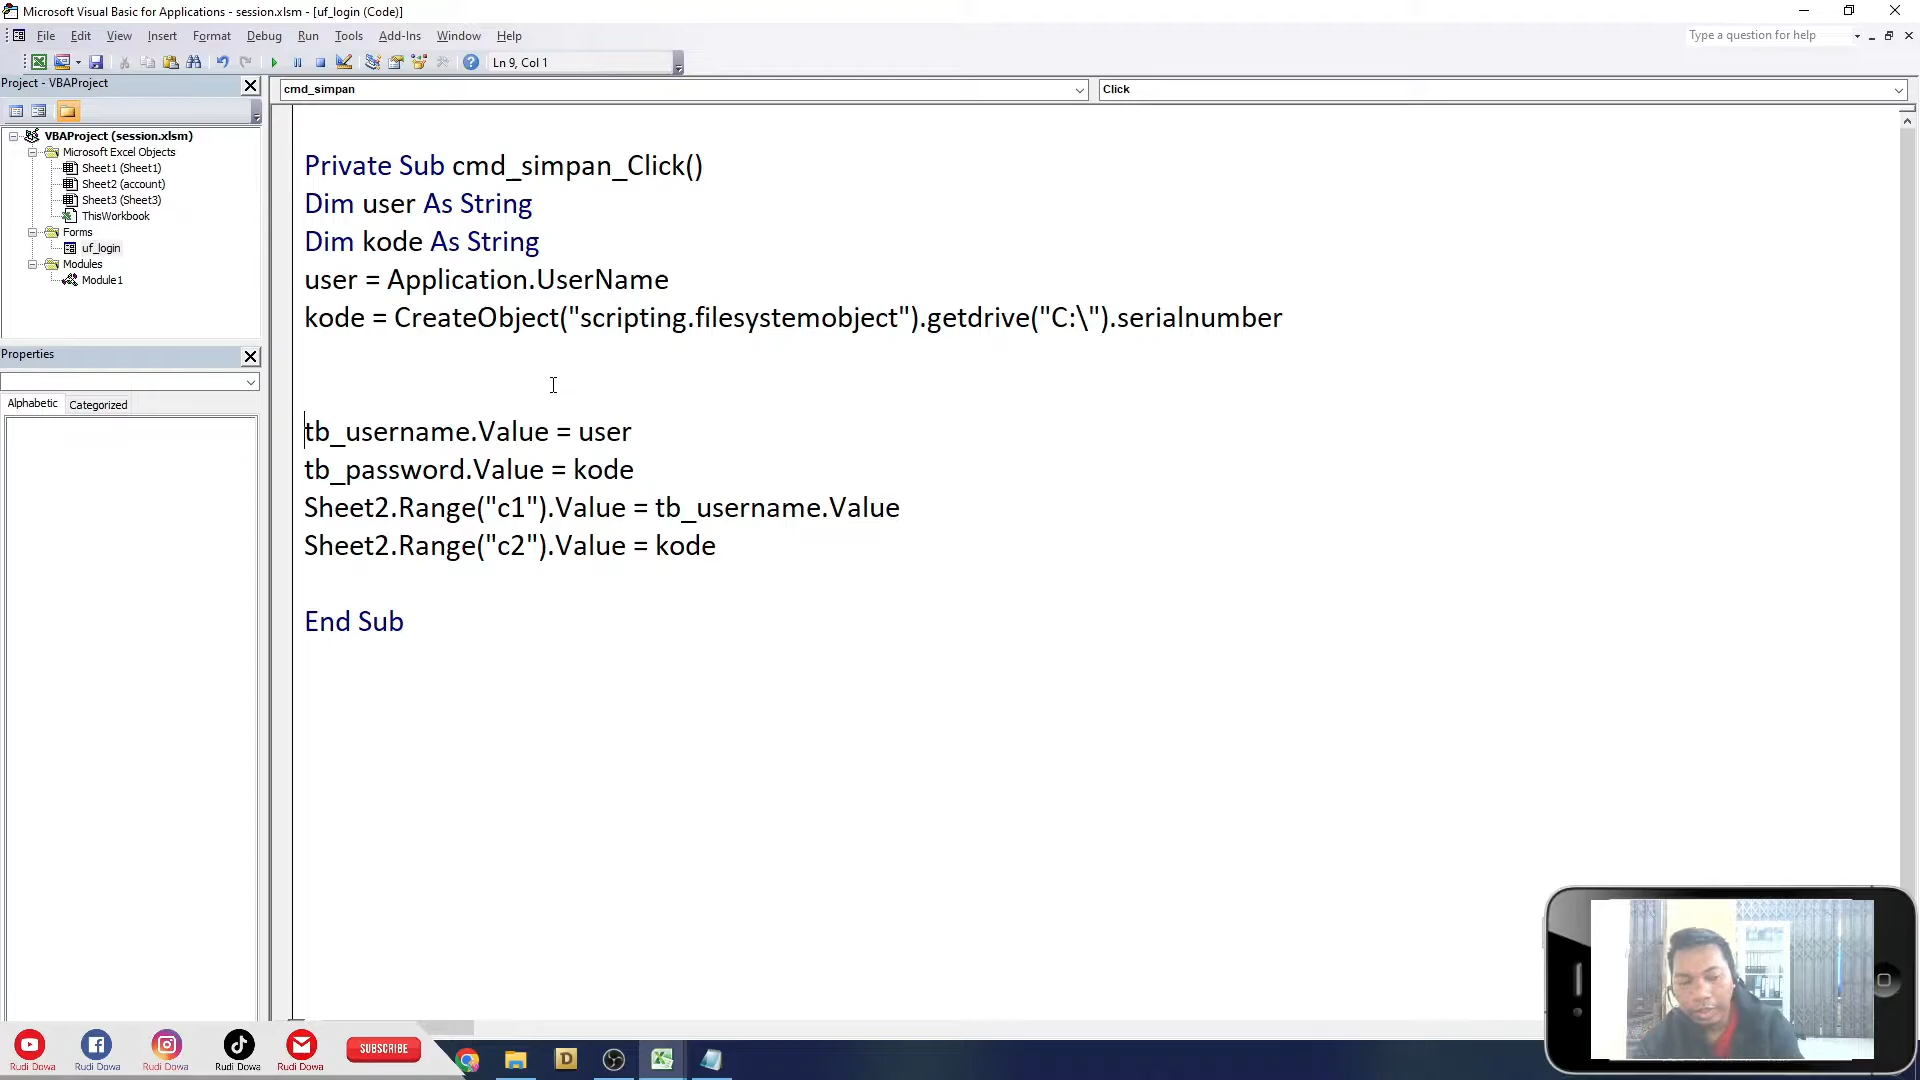 Microsoft Visual Basic for Applications - session.xlsm - [uf_login (Code)]
File Edit View Insert Format Debug Run Tools Add-Ins Window Help
Type a question for help
Ln 9, Col 1
Project - VBAProject
cmd_simpan
Click
VBAProject (session.xlsm)
Microsoft Excel Objects
Sheet1 (Sheet1)
Sheet2 (account)
Sheet3 (Sheet3)
ThisWorkbook
Forms
uf_login
Modules
Module1
Properties
Alphabetic Categorized
Private Sub cmd_simpan_Click()
Dim user As String
Dim kode As String
user = Application.UserName
kode = CreateObject("scripting.filesystemobject").getdrive("C:\").serialnumber
tb_username.Value = user
tb_password.Value = kode
Sheet2.Range("c1").Value = tb_username.Value
Sheet2.Range("c2").Value = kode
End Sub
Rudi Dowa
Rudi Dowa
Rudi Dowa
Rudi Dowa
Rudi Dowa
SUBSCRIBE
D